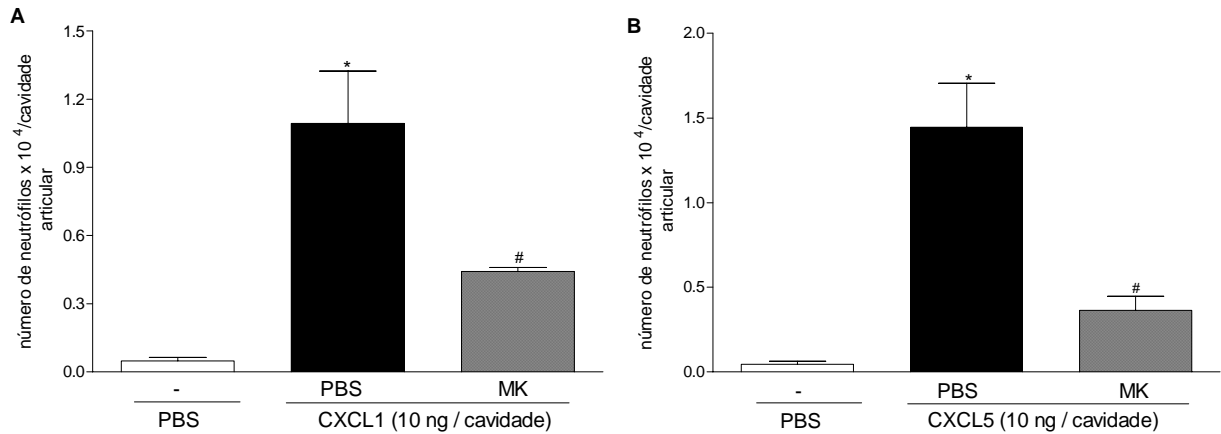 A
número de neutrófilos x 10 4/cavidade
articular
1.5
1.2
0.9
0.6
0.3
0.0
*
#
- PBS MK
PBS CXCL1 (10 ng / cavidade)
B
número de neutrófilos x 10 4/cavidade
articular
2.0
1.5
1.0
0.5
0.0
*
#
- PBS MK
PBS CXCL5 (10 ng / cavidade)